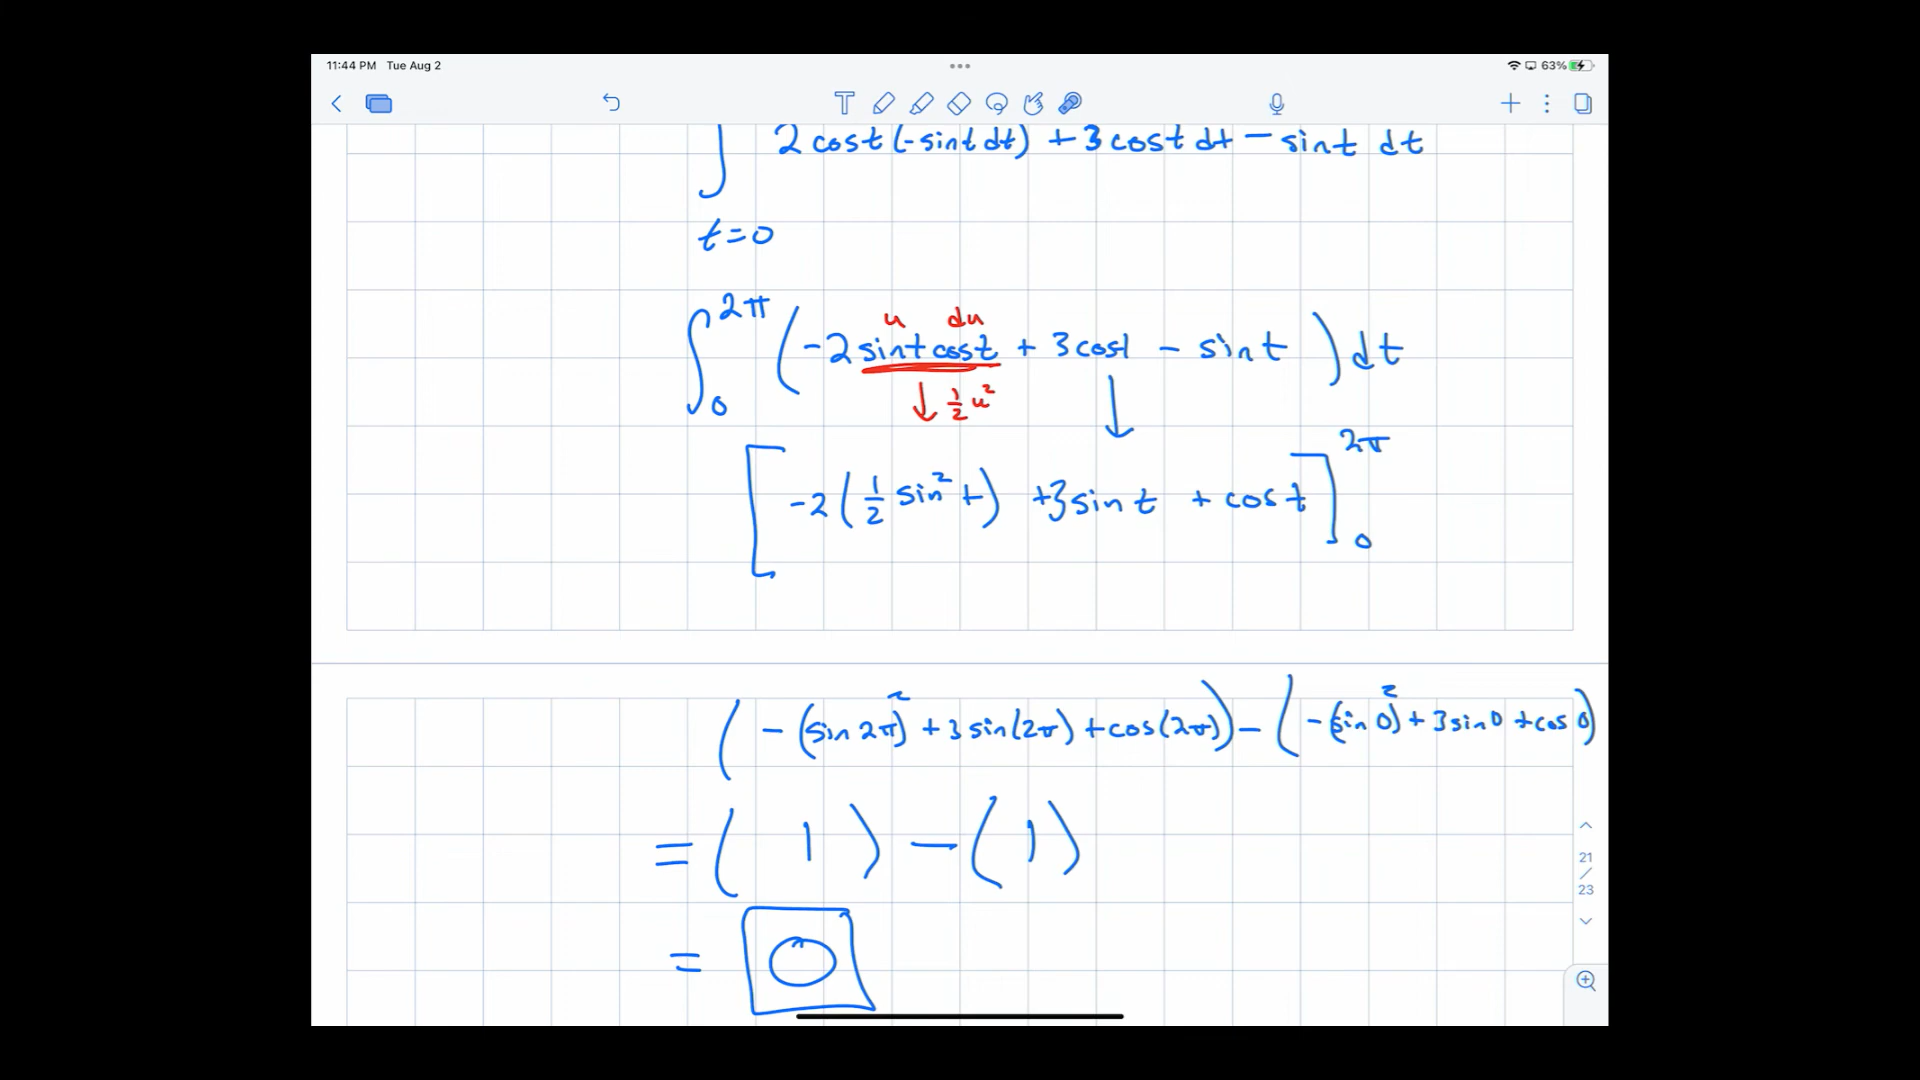 11:44 PM Tue Aug 2
63%
∫ 2 cost (-sint dt) + 3 cost dt - sint dt
t=0
∫₀^2π (-2 sint cost + 3 cost - sint) dt
u du
↓ ½ u² ↓
[-2(½ sin² t) + 3 sin t + cos t]₀^2π
(-(sin 2π)² + 3 sin(2π) + cos(2π)) - (-(sin 0)² + 3 sin 0 + cos 0)
= (1) - (1)
21
/
23
= 0